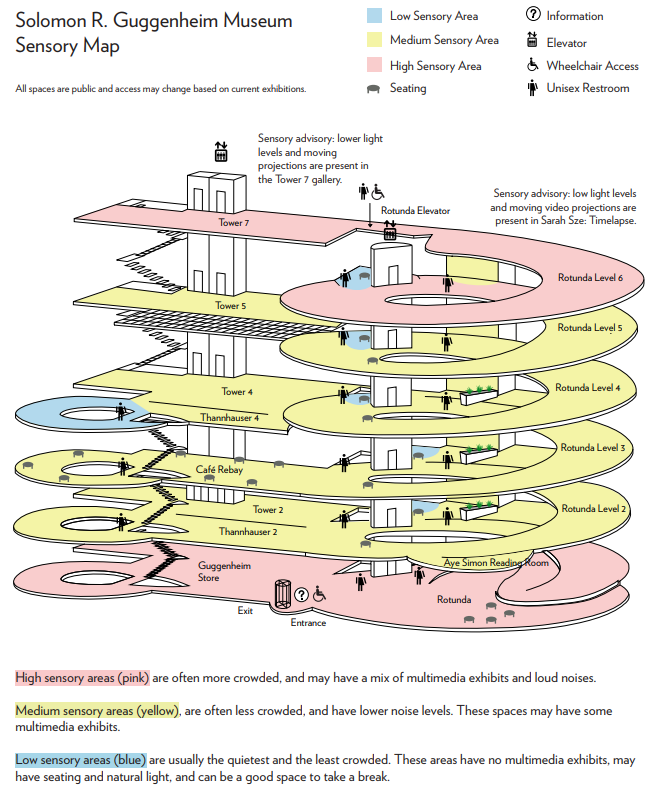 Solomon R. Guggenheim Museum
Sensory Map
All spaces are public and access may change based on current exhibitions.
Low Sensory Area
Medium Sensory Area
High Sensory Area
Seating
Information
Elevator
Wheelchair Access
Unisex Restroom
Sensory advisory: lower light
levels and moving
projections are present in
the Tower 7 gallery.
Sensory advisory: low light levels
and moving video projections are
present in Sarah Sze: Timelapse.
Rotunda Elevator
Tower 7
Rotunda Level 6
Tower 5
Rotunda Level 5
Tower 4
Rotunda Level 4
Thannhauser 4
Rotunda Level 3
Café Rebay
Tower 2
Rotunda Level 2
Thannhauser 2
Aye Simon Reading Room
Guggenheim
Store
Rotunda
Exit
Entrance
High sensory areas (pink) are often more crowded, and may have a mix of multimedia exhibits and loud noises.
Medium sensory areas (yellow), are often less crowded, and have lower noise levels. These spaces may have some
multimedia exhibits.
Low sensory areas (blue) are usually the quietest and the least crowded. These areas have no multimedia exhibits, may
have seating and natural light, and can be a good space to take a break.